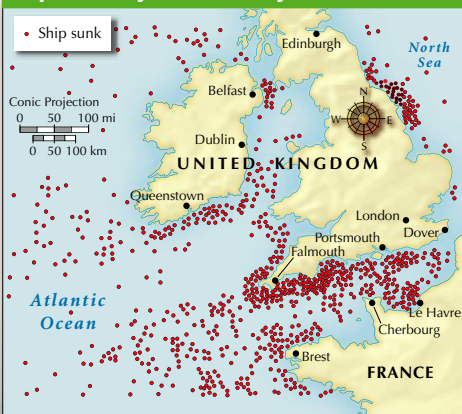 Ship sunk
Edinburgh
North
Sea
Belfast
N
W E
S
Conic Projection
0 50 100 mi
0 50 100 km
Dublin
UNITED KINGDOM
Queenstown
London
Dover
Portsmouth
Falmouth
Atlantic
Ocean
Le Havre
Cherbourg
Brest
FRANCE